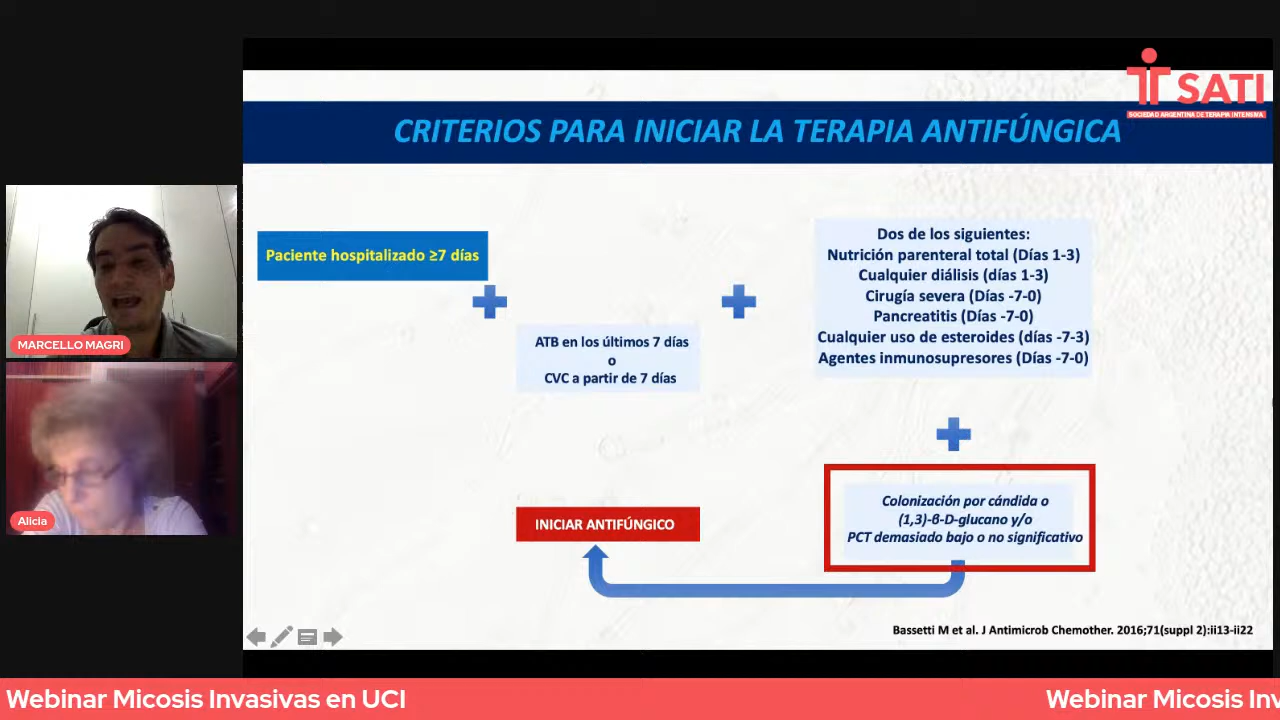 SATI
SOCIEDAD ARGENTINA DE TERAPIA INTENSIVA
CRITERIOS PARA INICIAR LA TERAPIA ANTIFÚNGICA
Paciente hospitalizado ≥7 días
ATB en los últimos 7 días
o
CVC a partir de 7 días
Dos de los siguientes:
Nutrición parenteral total (Días 1-3)
Cualquier diálisis (días 1-3)
Cirugía severa (Días -7-0)
Pancreatitis (Días -7-0)
Cualquier uso de esteroides (días -7-3)
Agentes inmunosupresores (Días -7-0)
Colonización por cándida o
(1,3)-β-D-glucano y/o
PCT demasiado bajo o no significativo
INICIAR ANTIFÚNGICO
Bassetti M et al. J Antimicrob Chemother. 2016;71(suppl 2):ii13-ii22
MARCELLO MAGRI
Alicia
Webinar Micosis Invasivas en UCI
Webinar Micosis Inv